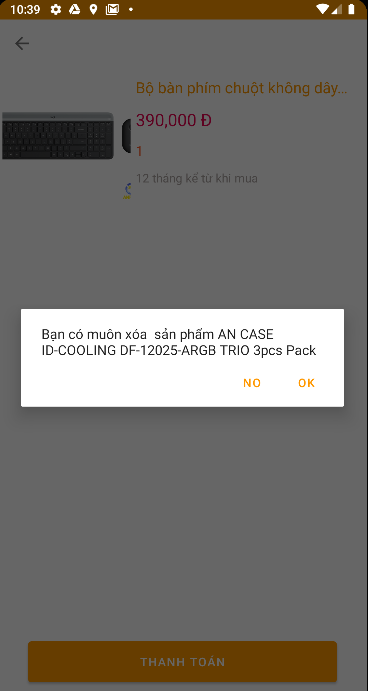 10:39
Bộ bàn phím chuột không dây...
390,000 Đ
1
12 tháng kể từ khi mua
Bạn có muôn xóa sản phẩm AN CASE
ID-COOLING DF-12025-ARGB TRIO 3pcs Pack
NO
OK
THANH TOÁN